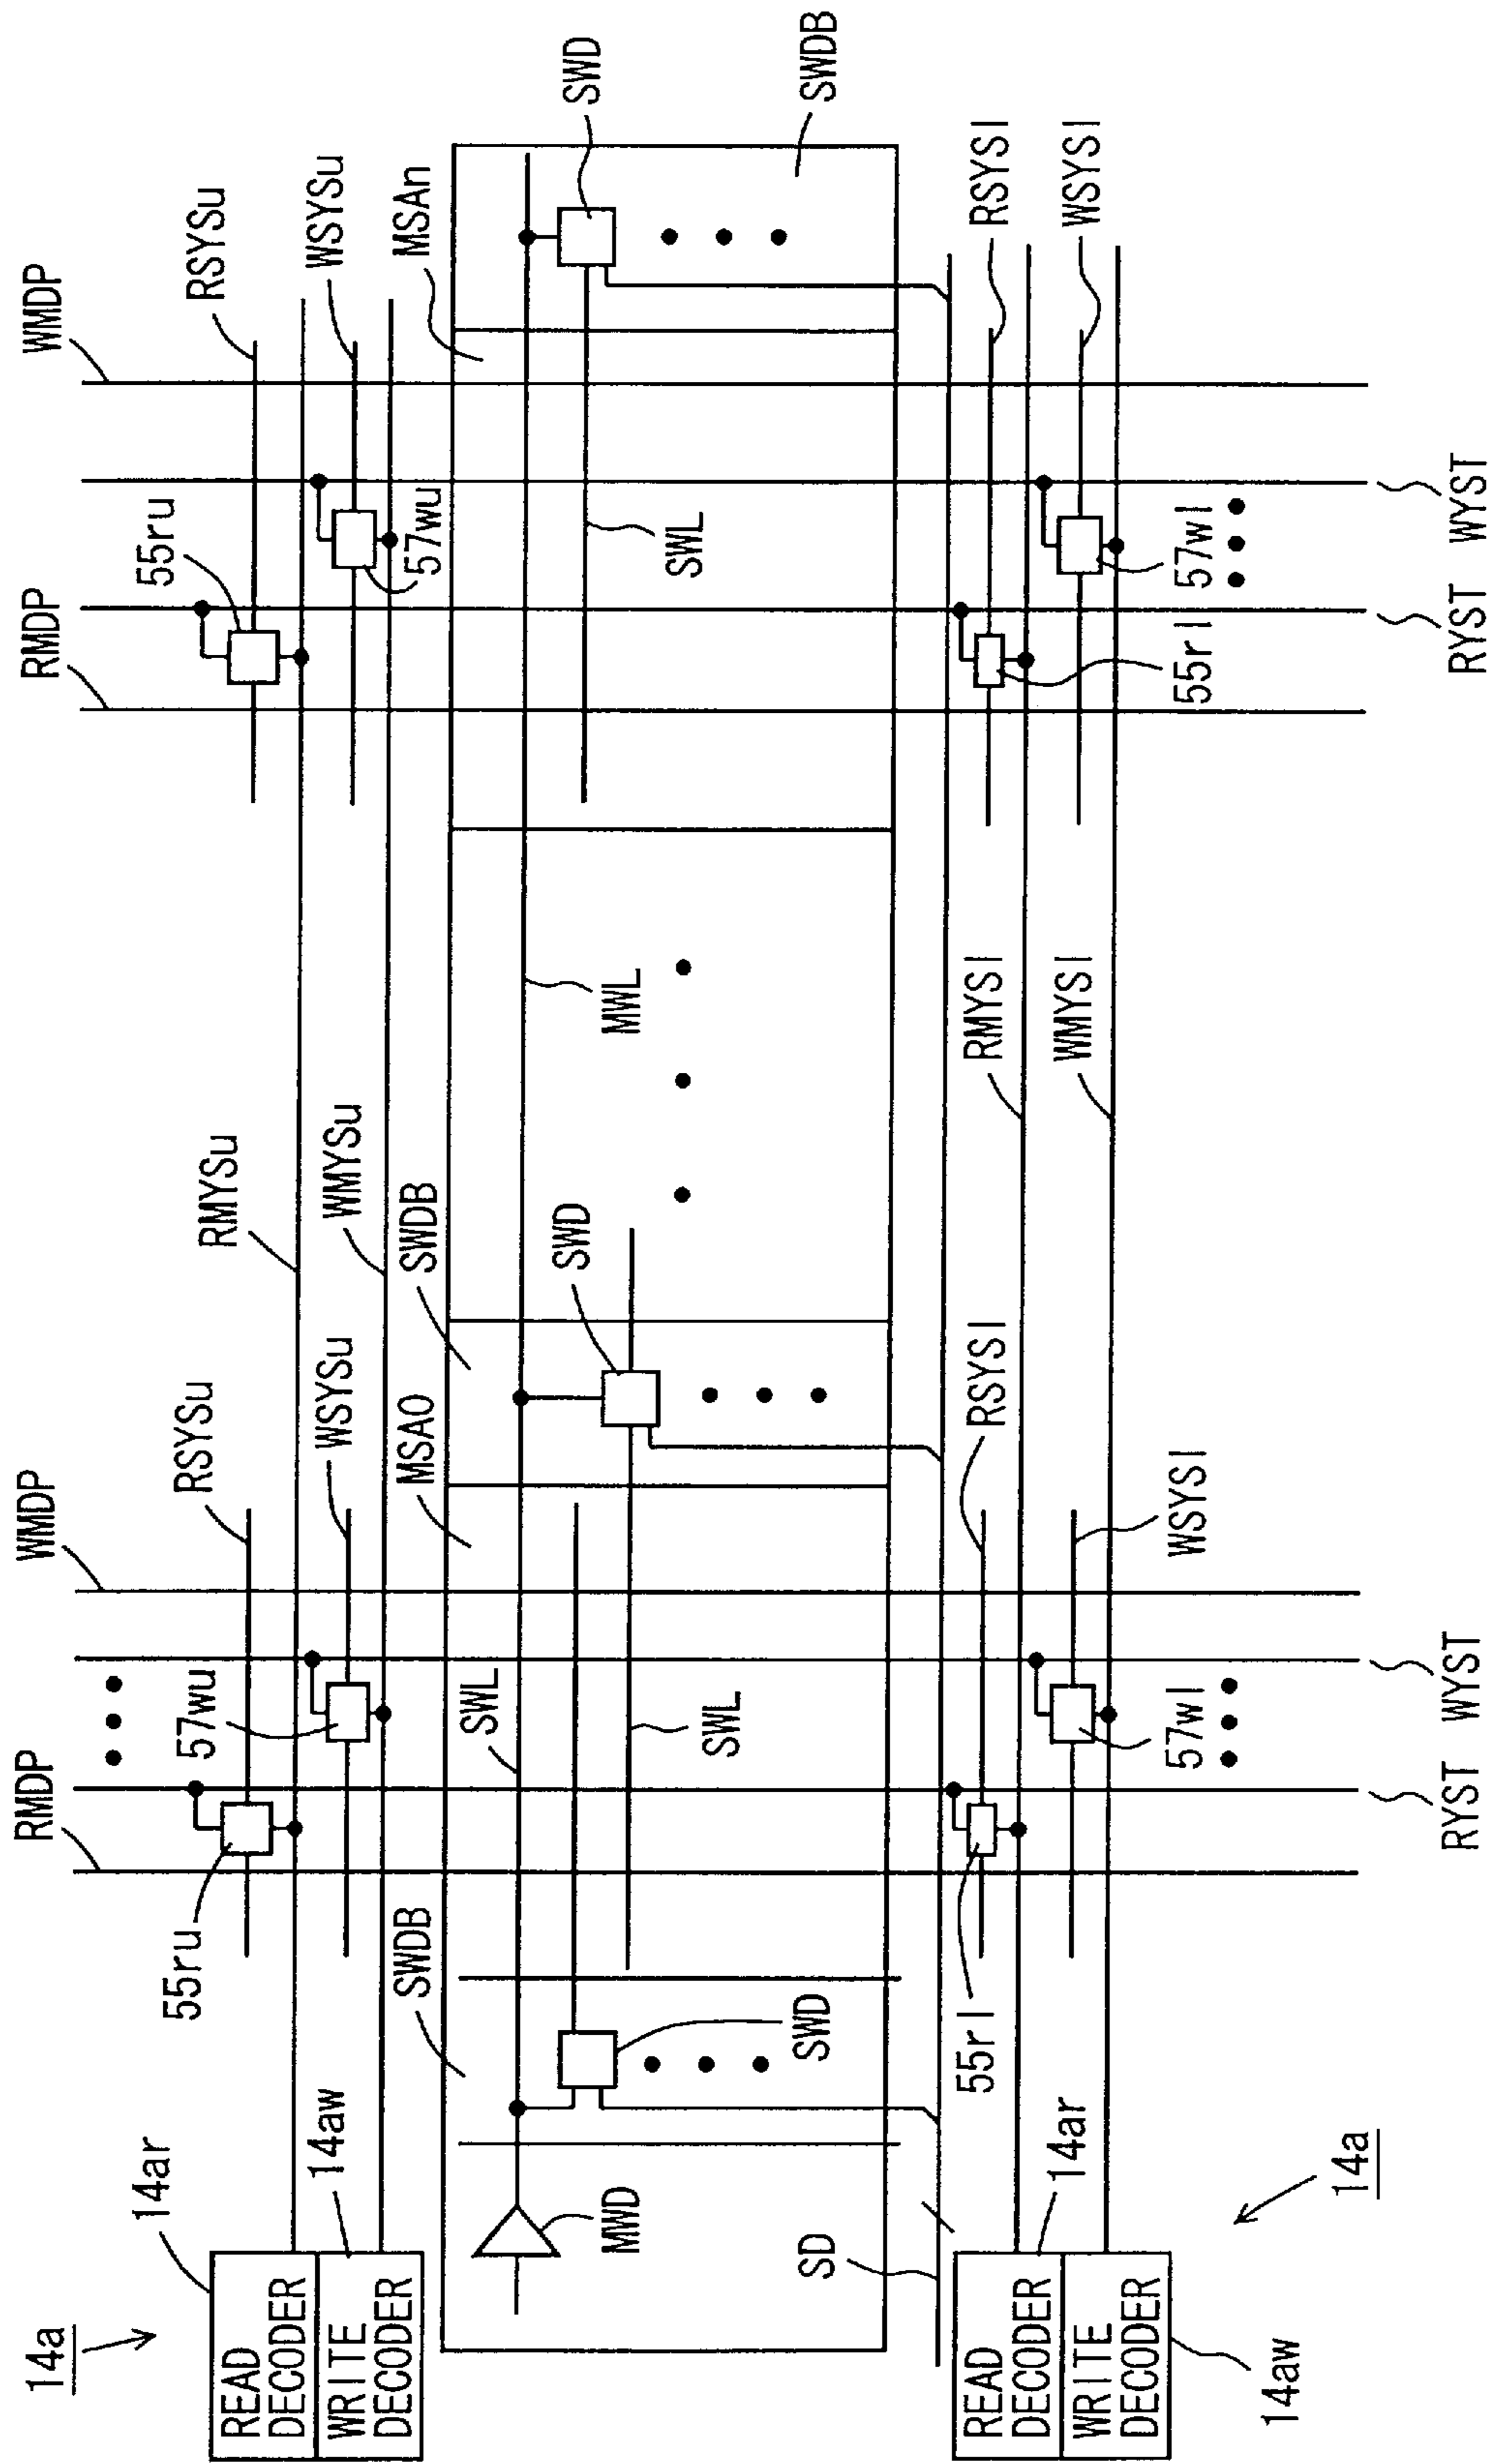 14a
RMDP
WMDP
RMDP
WMDP
14ar
55ru
57wu
RSYSu
RMYSu
55ru
RSYSu
READ
DECODER
WRITE
DECODER
14aw
WSYSu
WMYSu
WSYSu
SWDB
MSA0
SWDB
57wu
MSAn
SWL
SWD
SWD
MWD
SWL
MWL
SWL
SD
SWD
SWDB
READ
DECODER
WRITE
DECODER
14ar
55rl
RSYSl
RMYSl
RSYSl
WMYSl
WSYSl
57wl
WSYSl
55rl
57wl
14aw
14a
RYST
WYST
RYST
WYST